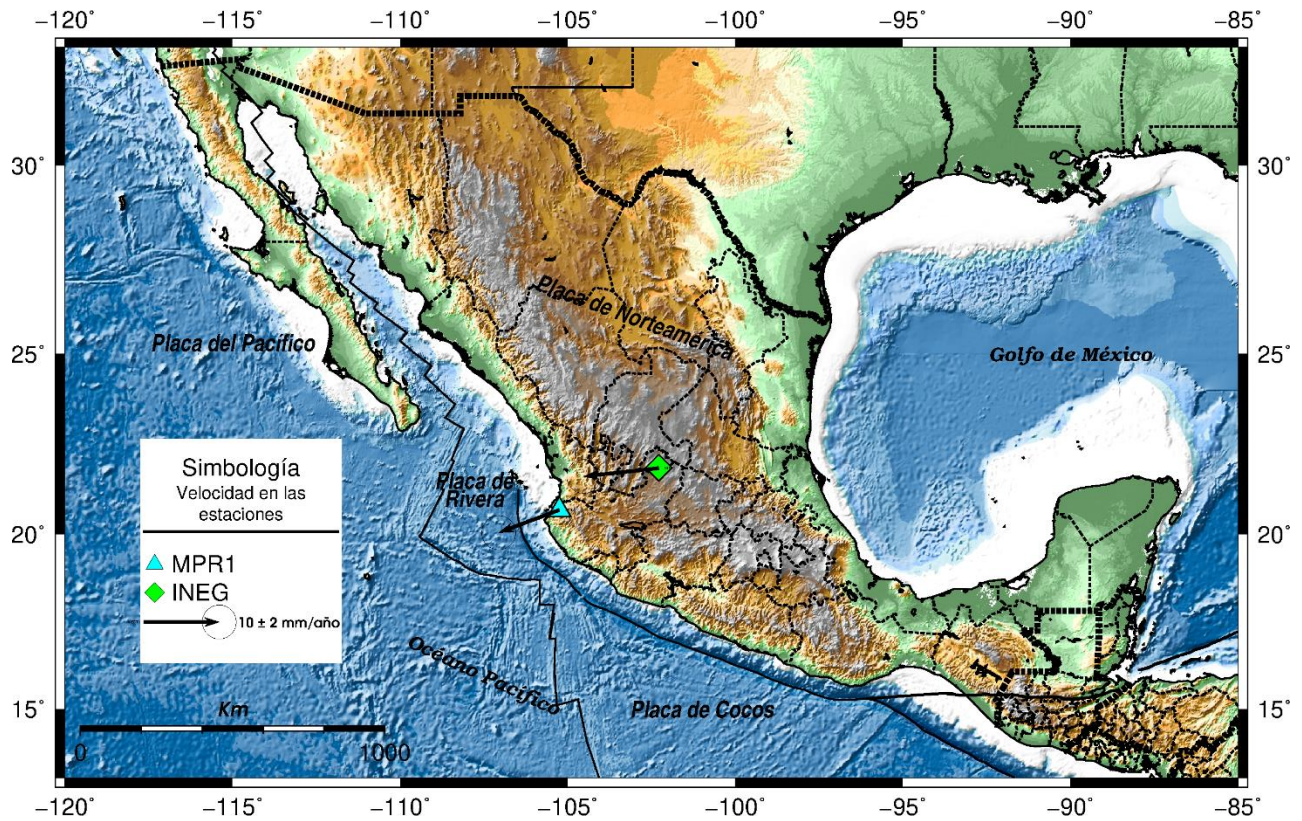 −120˚ −115˚ −110˚ −105˚ −100˚ −95˚ −90˚ −85˚
30˚ 30˚
Placa de Norteamerica
Placa del Pacífico
25˚ 25˚
Golfo de México
Simbología
Velocidad en las
estaciones
Placa de
Rivera
20˚ 20˚
MPR1
INEG
10 ± 2 mm/año
Océano Pacífico
Placa de Cocos
Km
15˚ 15˚
0 1000
−120˚ −115˚ −110˚ −105˚ −100˚ −95˚ −90˚ −85˚